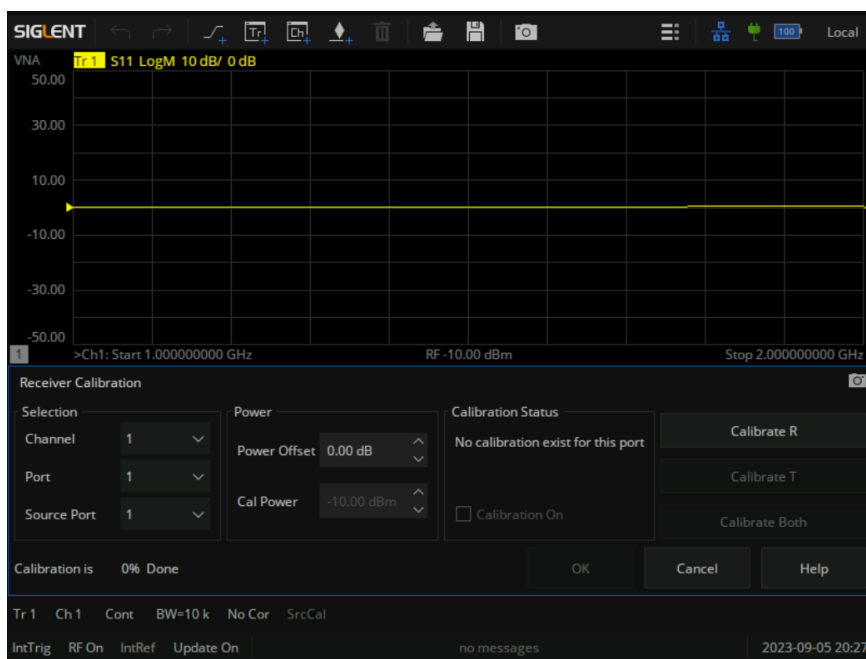 SIGLENT Tr Ch 100 Local
VNA Tr 1 S11 LogM 10 dB/ 0 dB
50.00
30.00
10.00
-10.00
-30.00
-50.00
1 >Ch1: Start 1.000000000 GHz RF -10.00 dBm Stop 2.000000000 GHz
Receiver Calibration
Selection Power Calibration Status
Channel 1 Power Offset 0.00 dB No calibration exist for this port Calibrate R
Port 1 Calibrate T
Source Port 1 Cal Power -10.00 dBm Calibration On Calibrate Both
Calibration is 0% Done OK Cancel Help
Tr 1 Ch 1 Cont BW=10 k No Cor SrcCal
IntTrig RF On IntRef Update On no messages 2023-09-05 20:27